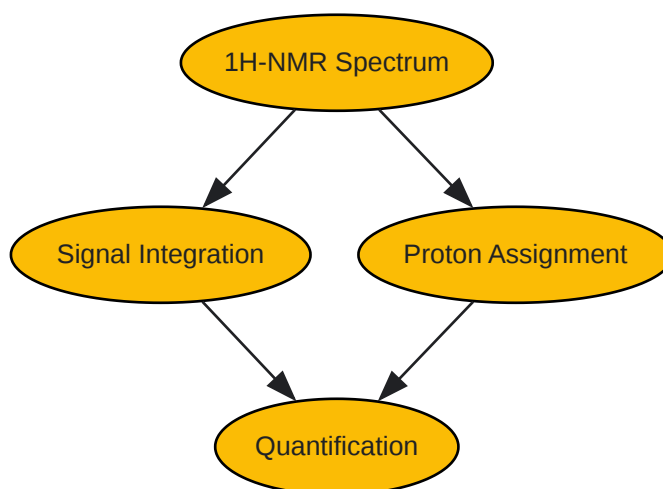 1H-NMR Spectrum
Signal Integration
Proton Assignment
Quantification